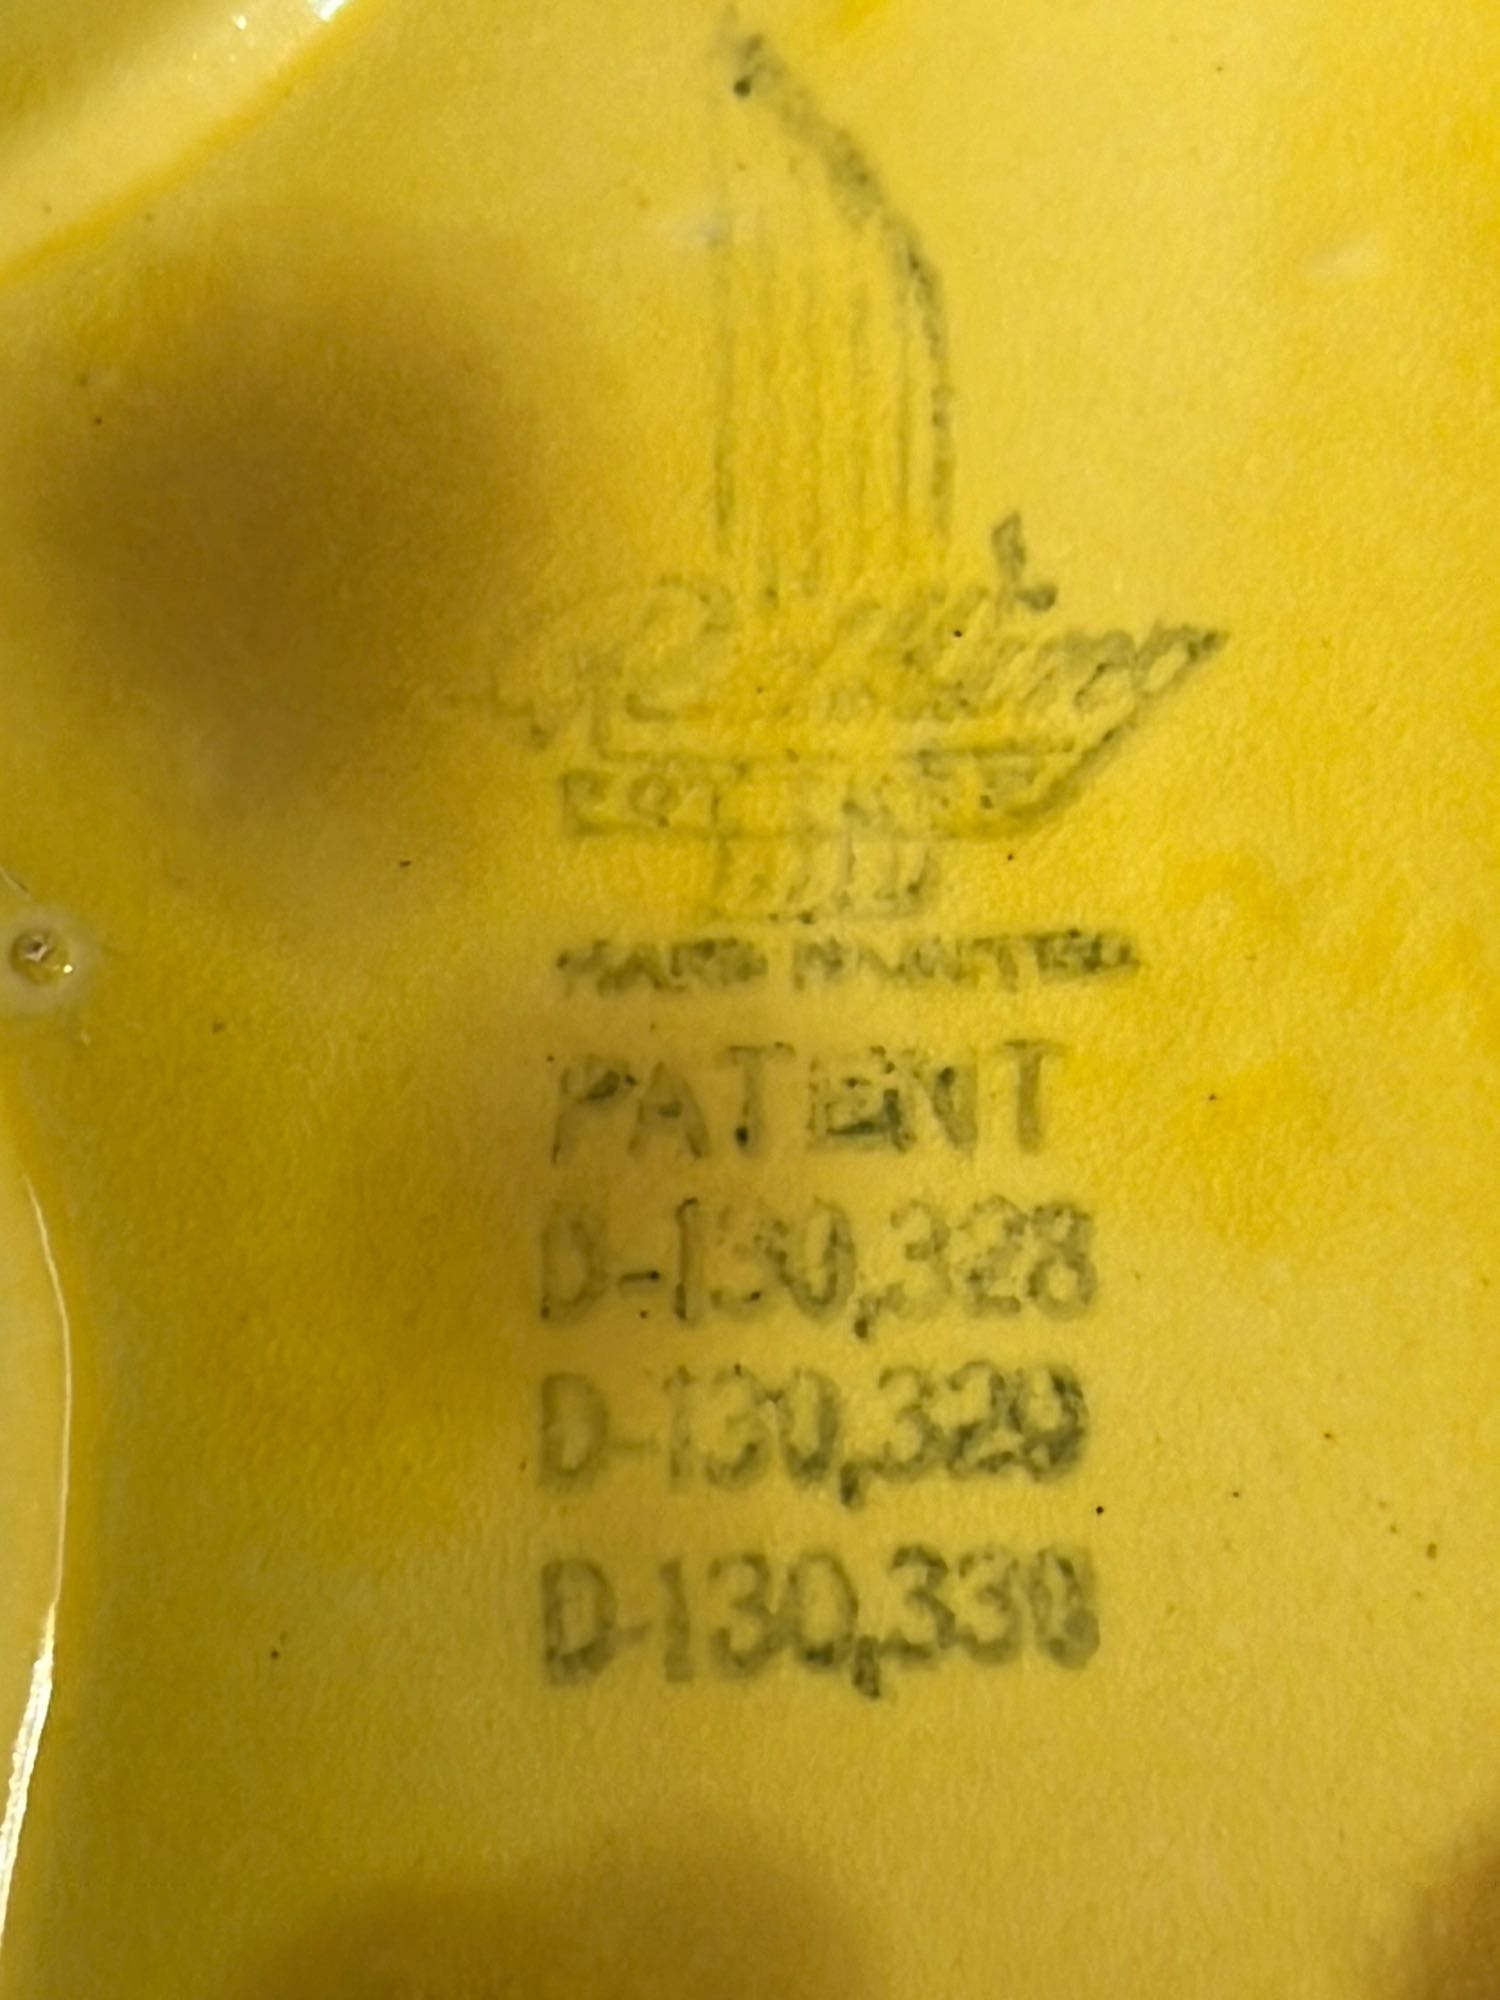 HAND PAINTED
PATENT
D-130,328
D-130,329
D-130,330